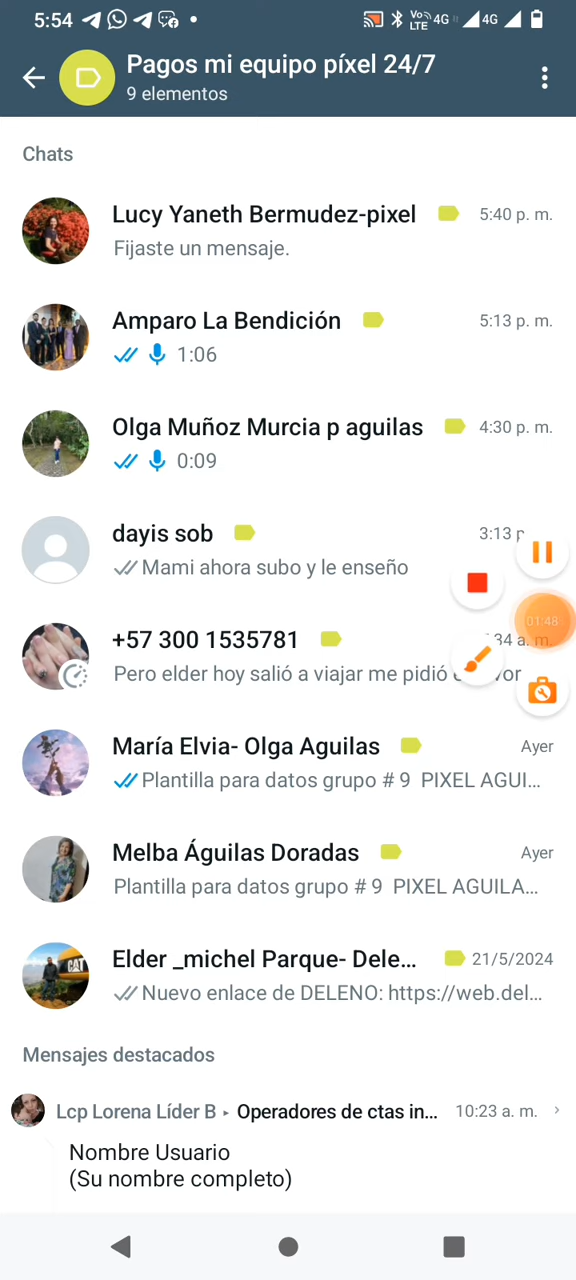 5:54
Vo) LTE 4G 4G
Pagos mi equipo píxel 24/7
9 elementos
Chats
Lucy Yaneth Bermudez-pixel 5:40 p. m.
Fijaste un mensaje.
Amparo La Bendición 5:13 p. m.
1:06
Olga Muñoz Murcia p aguilas 4:30 p. m.
0:09
dayis sob 3:13 p
Mami ahora subo y le enseño
01:48
+57 300 1535781 34 a. m.
Pero elder hoy salió a viajar me pidió
María Elvia- Olga Aguilas Ayer
Plantilla para datos grupo # 9 PIXEL AGUI...
Melba Águilas Doradas Ayer
Plantilla para datos grupo # 9 PIXEL AGUILA...
Elder _michel Parque- Dele... 21/5/2024
CAT
Nuevo enlace de DELENO: https://web.del...
Mensajes destacados
Lcp Lorena Líder B ▸ Operadores de ctas in... 10:23 a. m. ›
Nombre Usuario
(Su nombre completo)